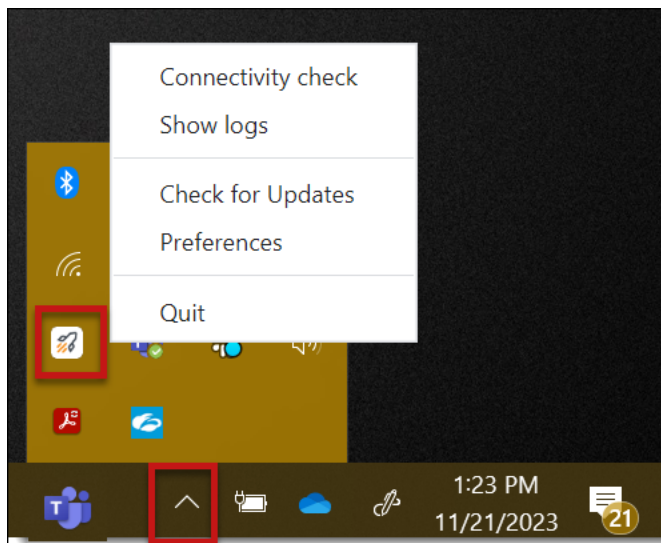 Connectivity check
Show logs
Check for Updates
Preferences
Quit
T
1:23 PM
11/21/2023
21